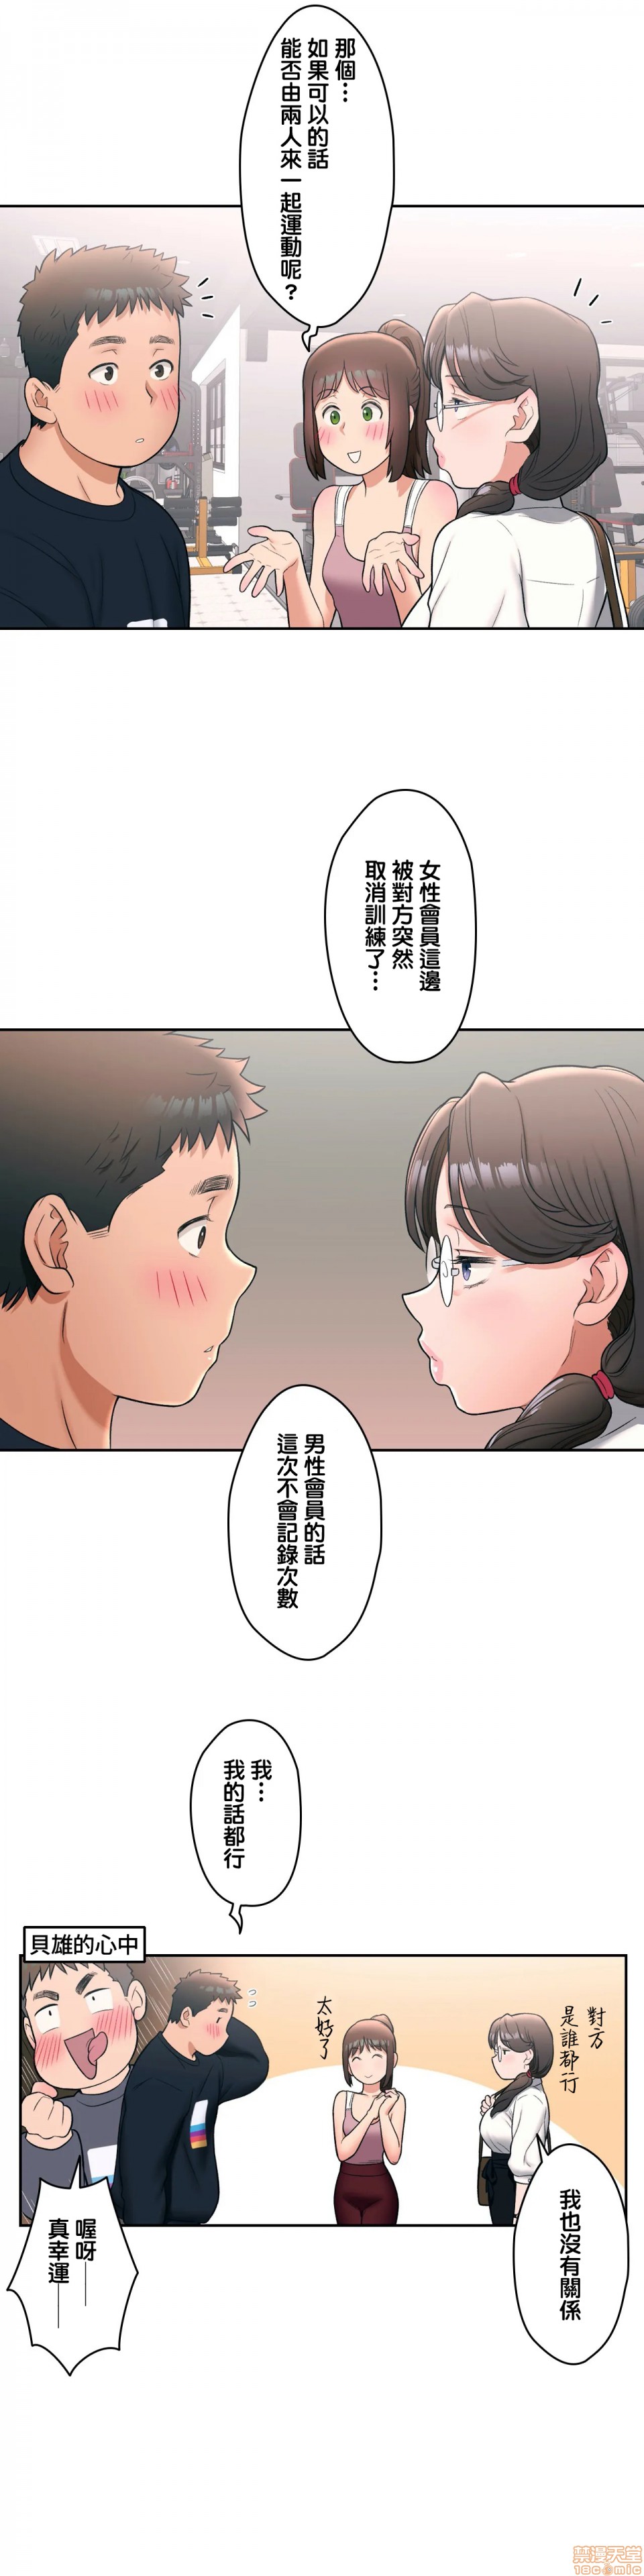 那個…
如果可以的話
能否由兩人來一起運動呢？
女性會員這邊
被對方突然
取消訓練了…
男性會員的話
這次不會記錄次數
我…
我的話都行
貝雄的心中
對方
是誰都行
太好了
我也沒有關係
喔呀——
真幸運——
禁漫天堂
18comic.org